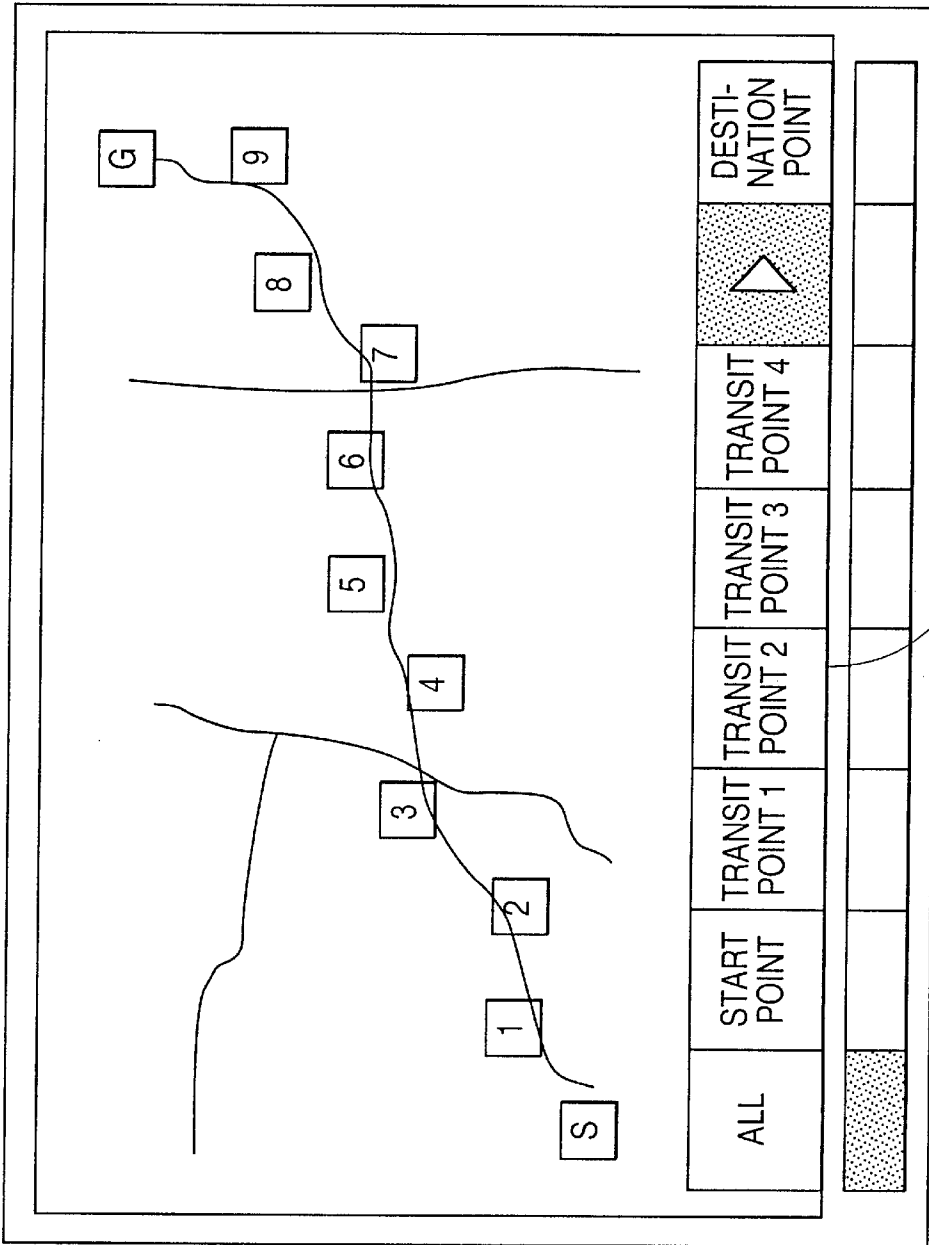 G
9
8
7
6
5
4
3
2
1
S
ALL
START
POINT
TRANSIT
POINT 1
TRANSIT
POINT 2
TRANSIT
POINT 3
TRANSIT
POINT 4
DESTI-
NATION
POINT